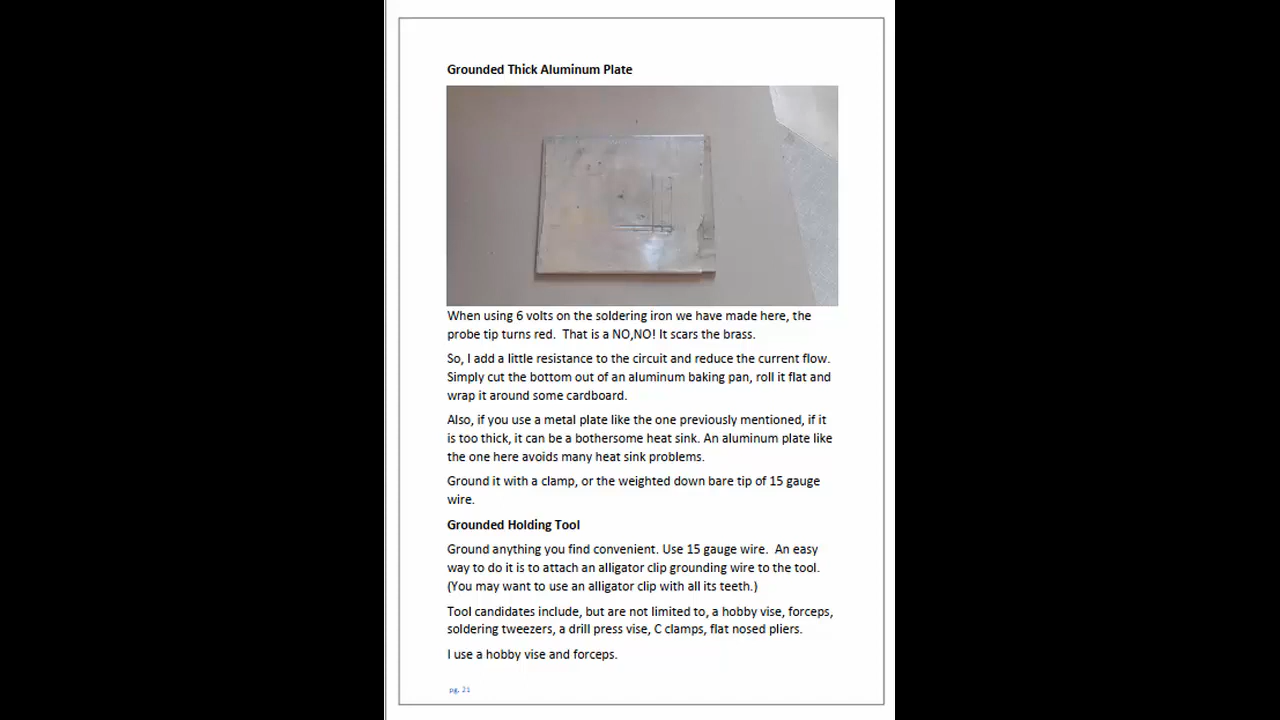 Grounded Thick Aluminum Plate
When using 6 volts on the soldering iron we have made here, the
probe tip turns red.  That is a NO,NO! It scars the brass.
So, I add a little resistance to the circuit and reduce the current flow.
Simply cut the bottom out of an aluminum baking pan, roll it flat and
wrap it around some cardboard.
Also, if you use a metal plate like the one previously mentioned, if it
is too thick, it can be a bothersome heat sink. An aluminum plate like
the one here avoids many heat sink problems.
Ground it with a clamp, or the weighted down bare tip of 15 gauge
wire.
Grounded Holding Tool
Ground anything you find convenient. Use 15 gauge wire.  An easy
way to do it is to attach an alligator clip grounding wire to the tool.
(You may want to use an alligator clip with all its teeth.)
Tool candidates include, but are not limited to, a hobby vise, forceps,
soldering tweezers, a drill press vise, C clamps, flat nosed pliers.
I use a hobby vise and forceps.
pg. 21